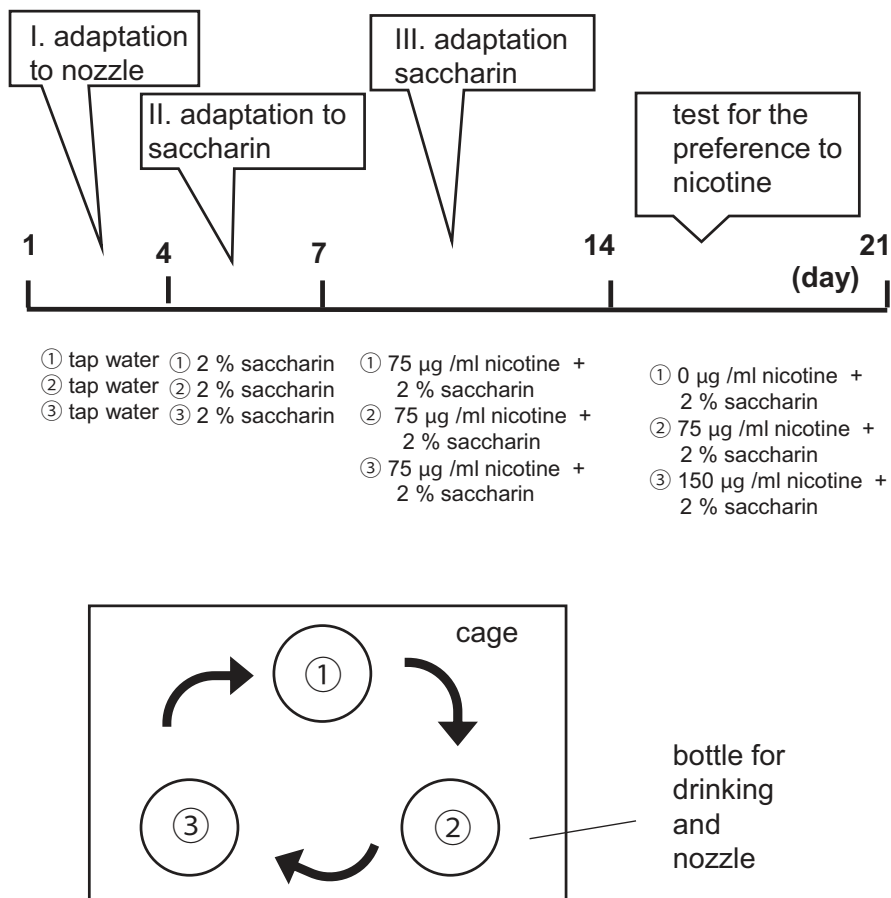 I. adaptation
to nozzle
II. adaptation to
saccharin
III. adaptation
saccharin
test for the
preference to
nicotine
1
4
7
14
21
(day)
① tap water
② tap water
③ tap water
① 2 % saccharin
② 2 % saccharin
③ 2 % saccharin
① 75 µg /ml nicotine +
2 % saccharin
② 75 µg /ml nicotine +
2 % saccharin
③ 75 µg /ml nicotine +
2 % saccharin
① 0 µg /ml nicotine +
2 % saccharin
② 75 µg /ml nicotine +
2 % saccharin
③ 150 µg /ml nicotine +
2 % saccharin
cage
①
③
②
bottle for
drinking
and
nozzle